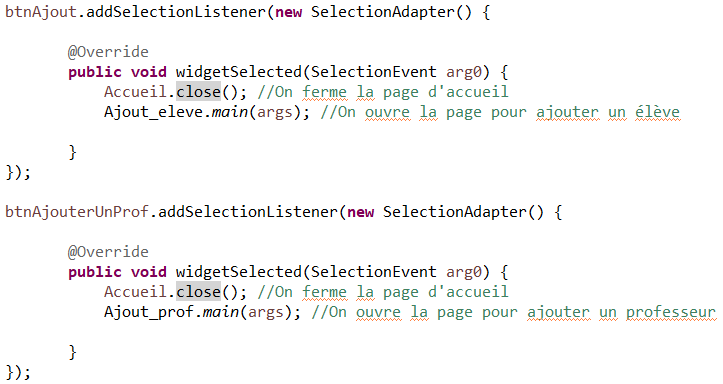 btnAjout.addSelectionListener(new SelectionAdapter() {
@Override
public void widgetSelected(SelectionEvent arg0) {
Accueil.close(); //On ferme la page d'accueil
Ajout_eleve.main(args); //On ouvre la page pour ajouter un élève
}
});
btnAjouterUnProf.addSelectionListener(new SelectionAdapter() {
@Override
public void widgetSelected(SelectionEvent arg0) {
Accueil.close(); //On ferme la page d'accueil
Ajout_prof.main(args); //On ouvre la page pour ajouter un professeur
}
});